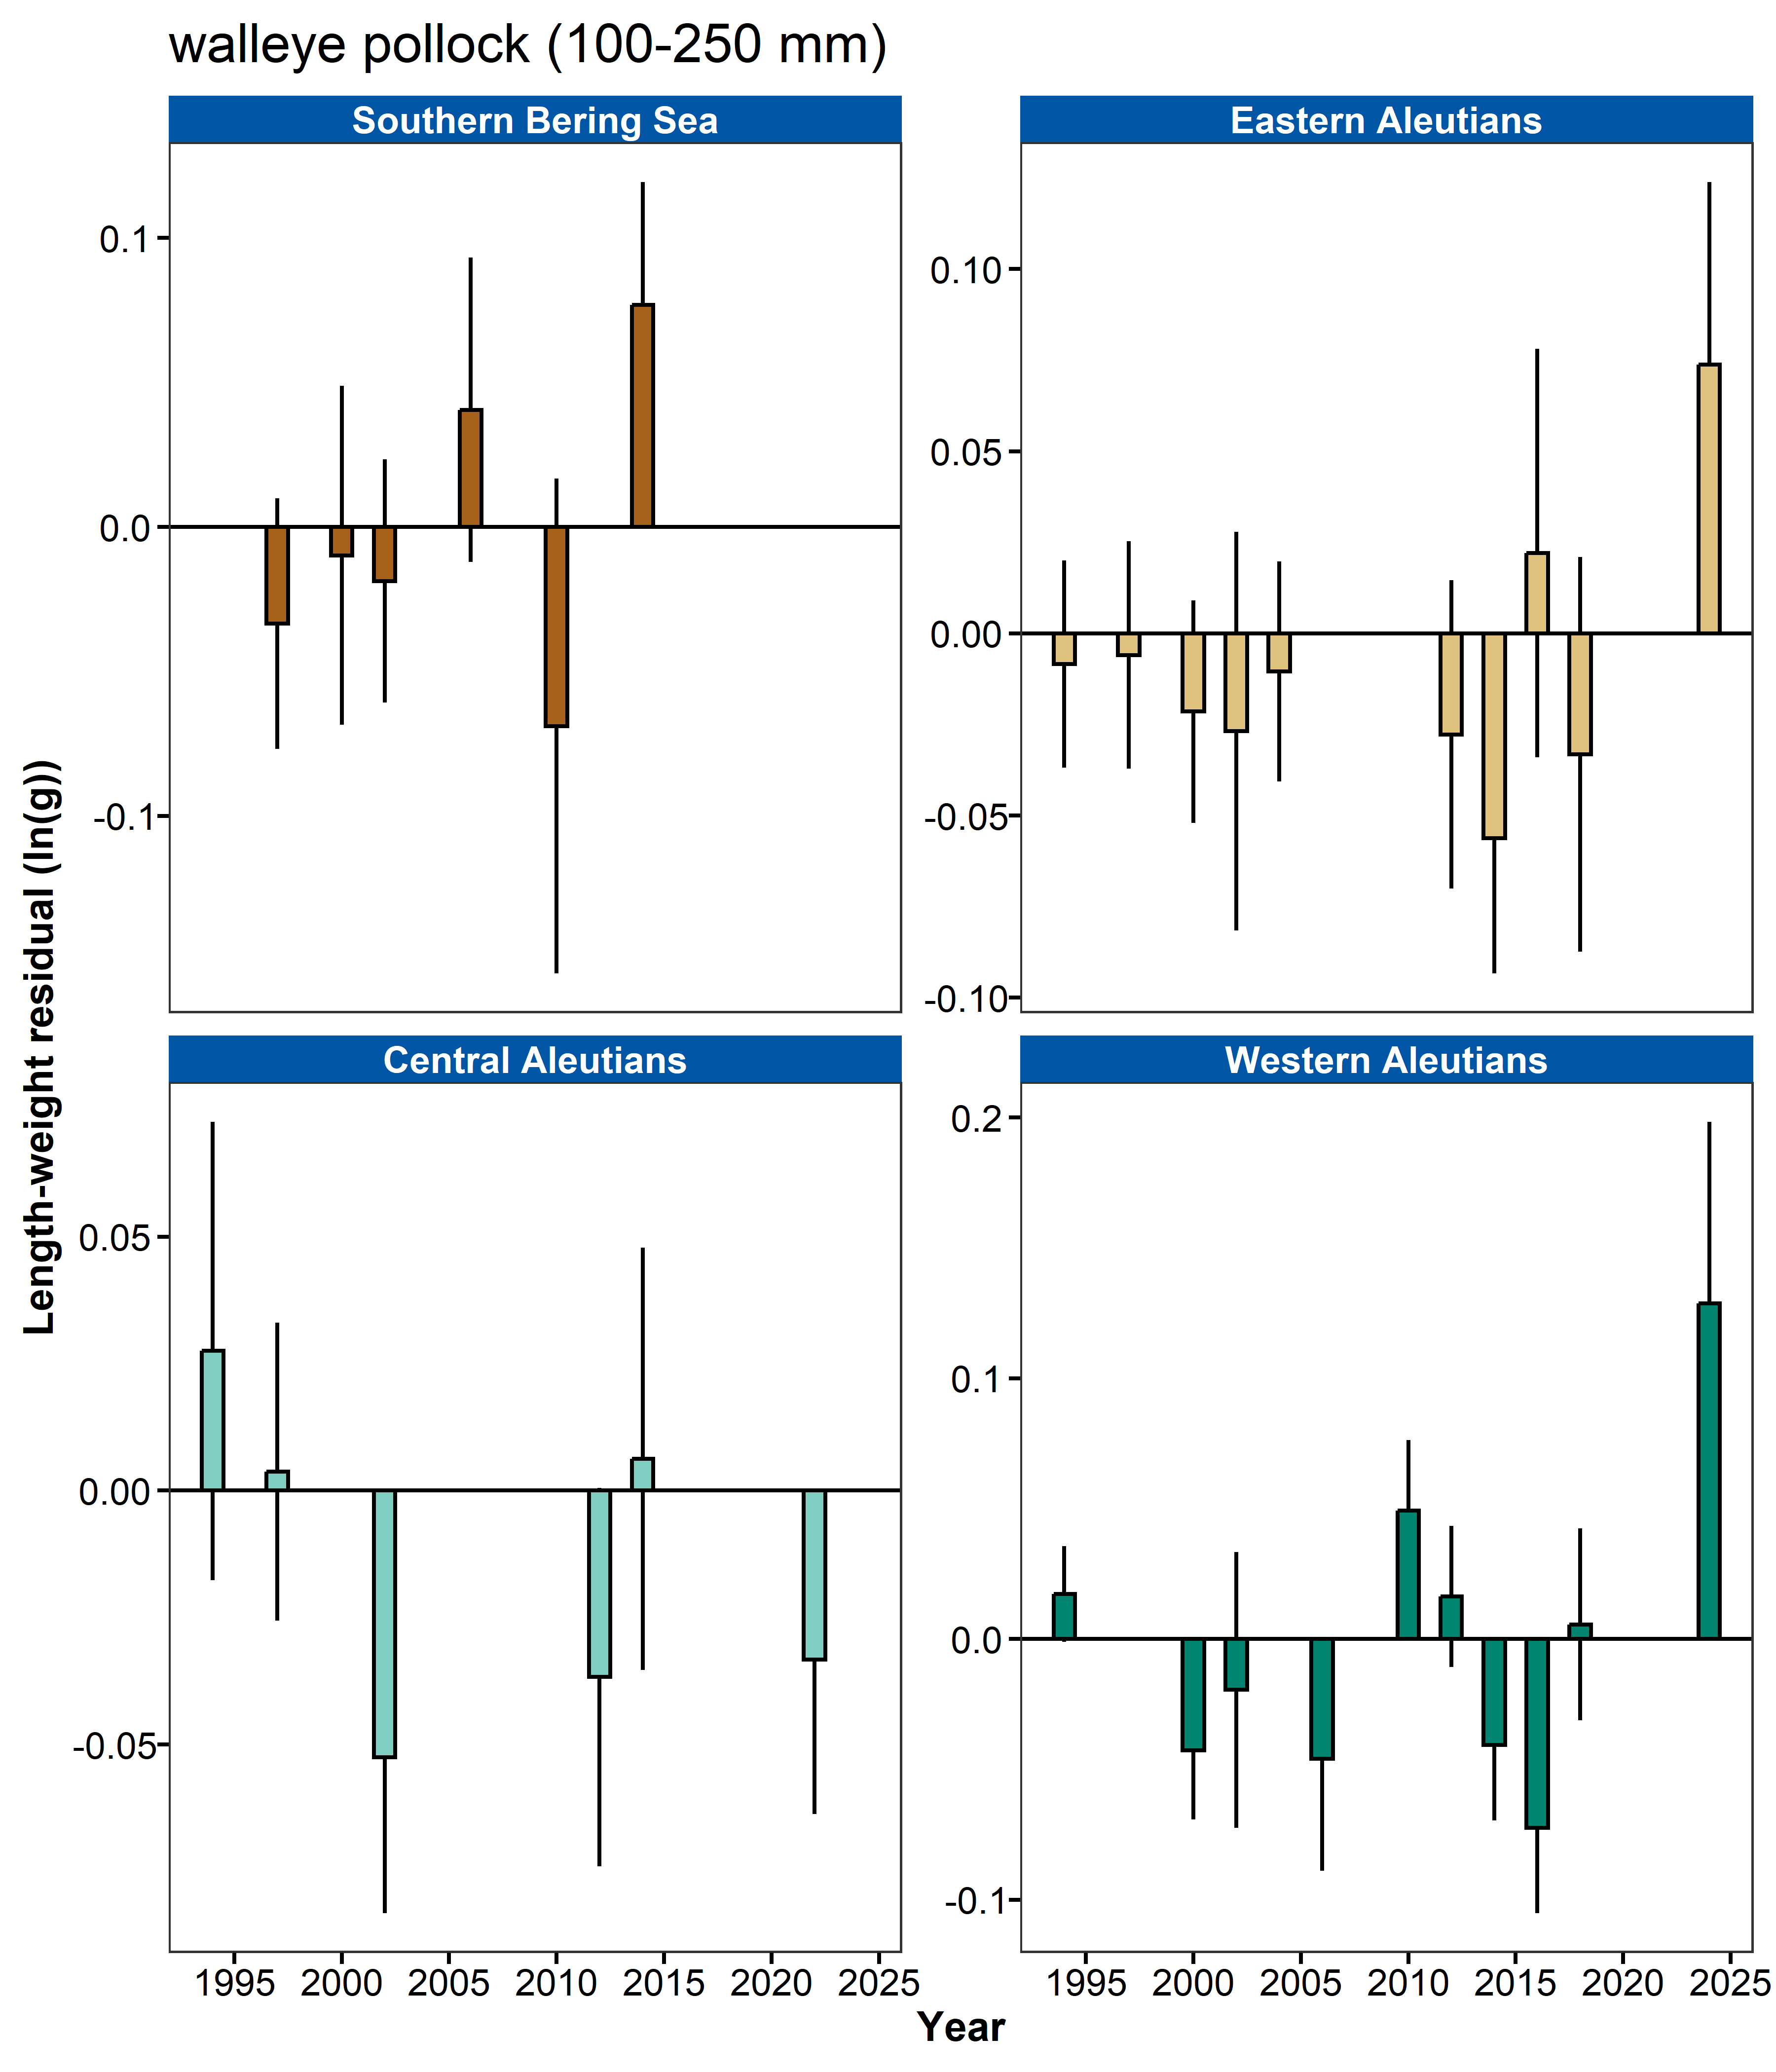 walleye pollock (100-250 mm)
Southern Bering Sea
Eastern Aleutians
0.1
0.0
-0.1
0.10
0.05
0.00
-0.05
-0.10
Length-weight residual (ln(g))
Central Aleutians
Western Aleutians
0.05
0.00
-0.05
0.2
0.1
0.0
-0.1
1995 2000 2005 2010 2015 2020 2025
1995 2000 2005 2010 2015 2020 2025
Year